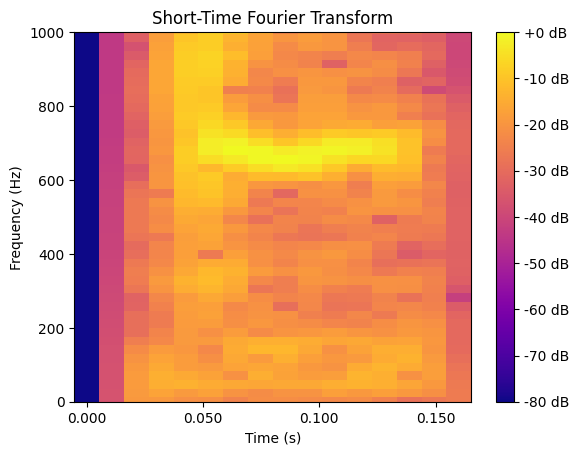 Short-Time Fourier Transform
1000
800
600
400
200
0
Frequency (Hz)
0.000
0.050
0.100
0.150
Time (s)
+0 dB
-10 dB
-20 dB
-30 dB
-40 dB
-50 dB
-60 dB
-70 dB
-80 dB